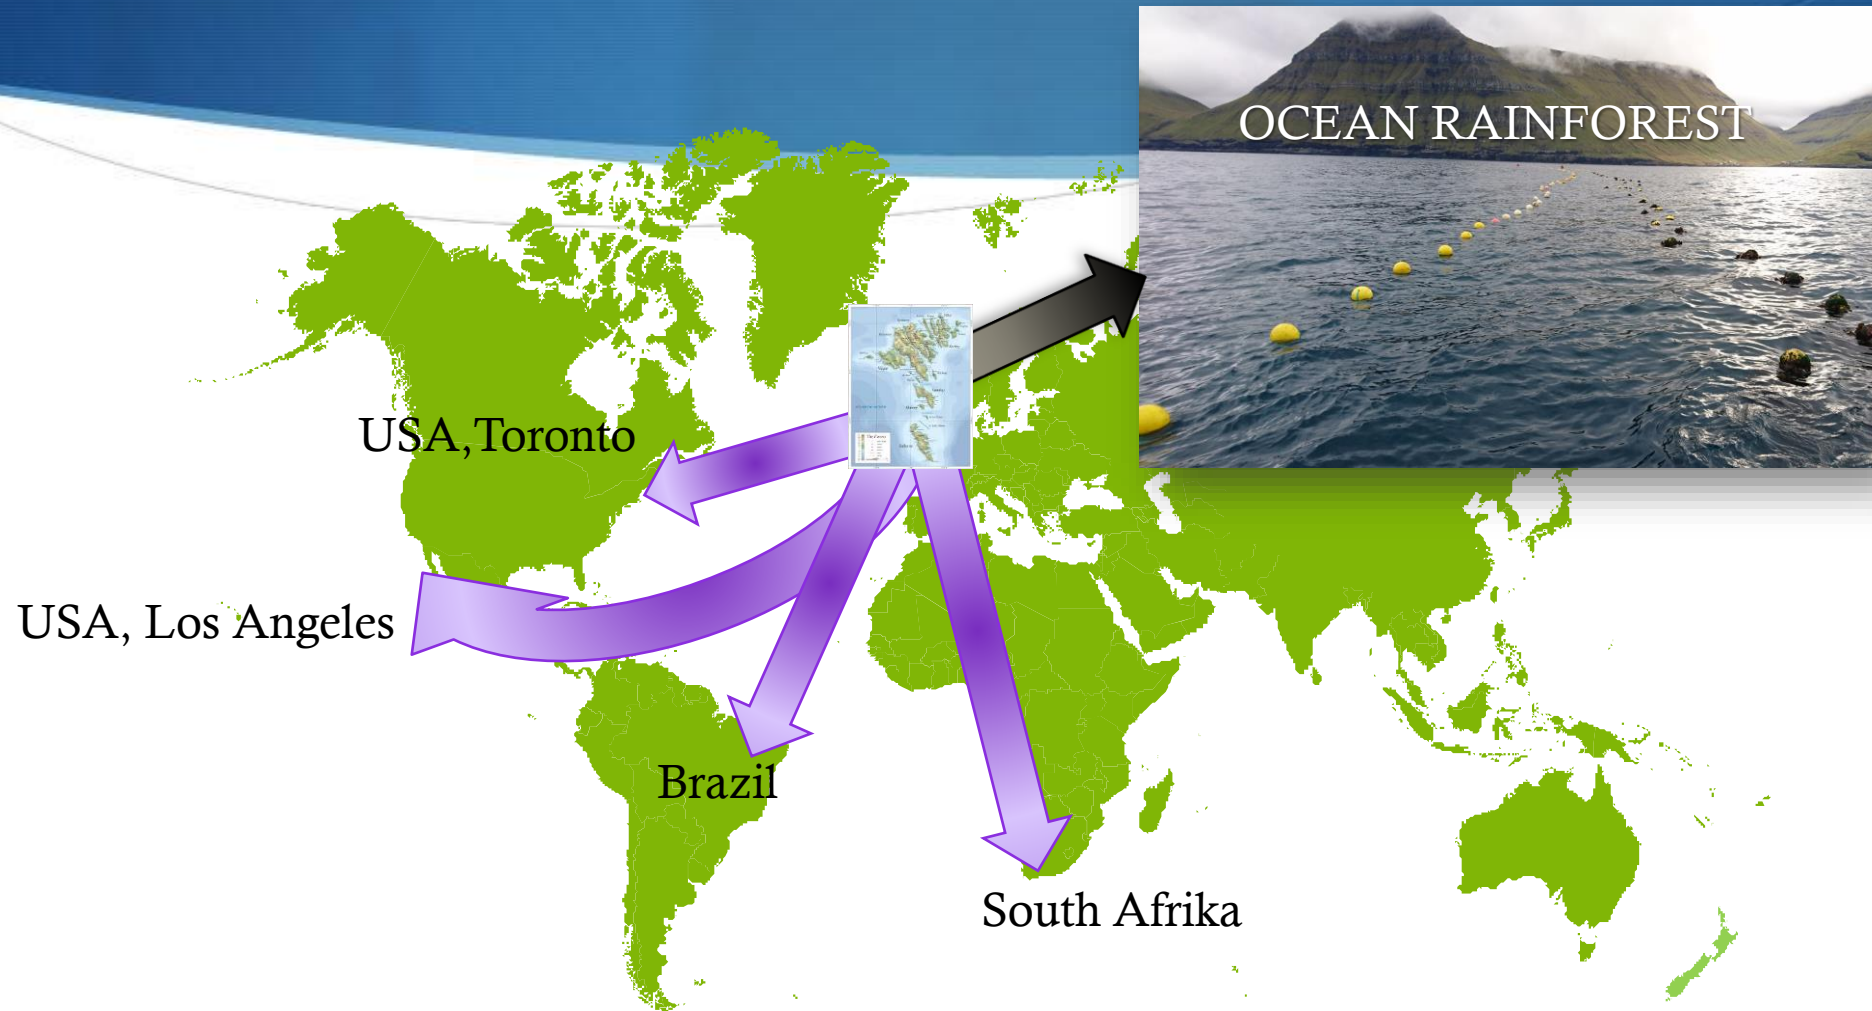 OCEAN RAINFOREST
USA,Toronto
USA, Los Angeles
Brazil
South Afrika